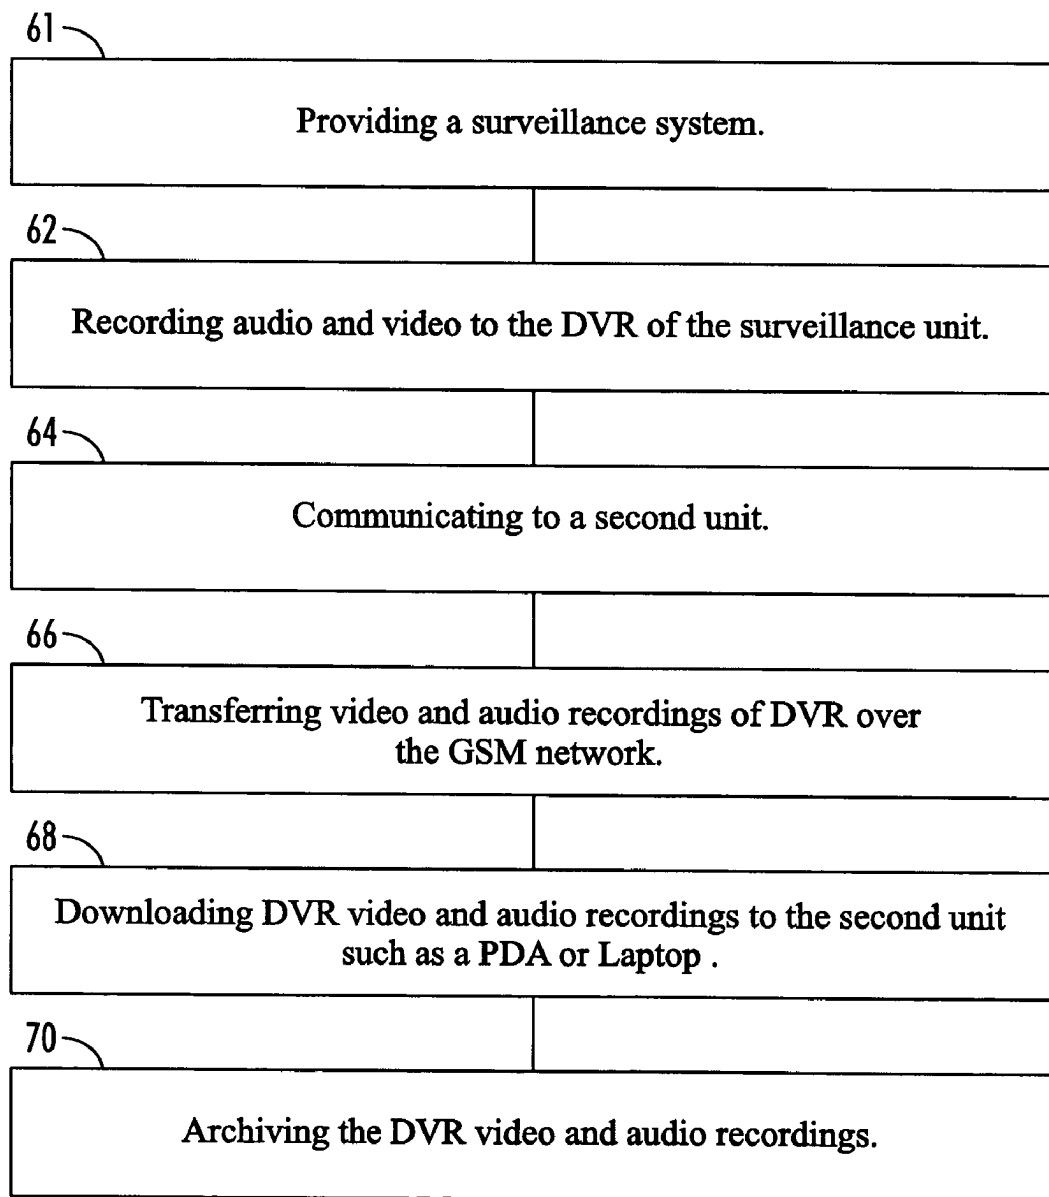 61
Providing a surveillance system.
62
Recording audio and video to the DVR of the surveillance unit.
64
Communicating to a second unit.
66
Transferring video and audio recordings of DVR over
the GSM network.
68
Downloading DVR video and audio recordings to the second unit
such as a PDA or Laptop .
70
Archiving the DVR video and audio recordings.